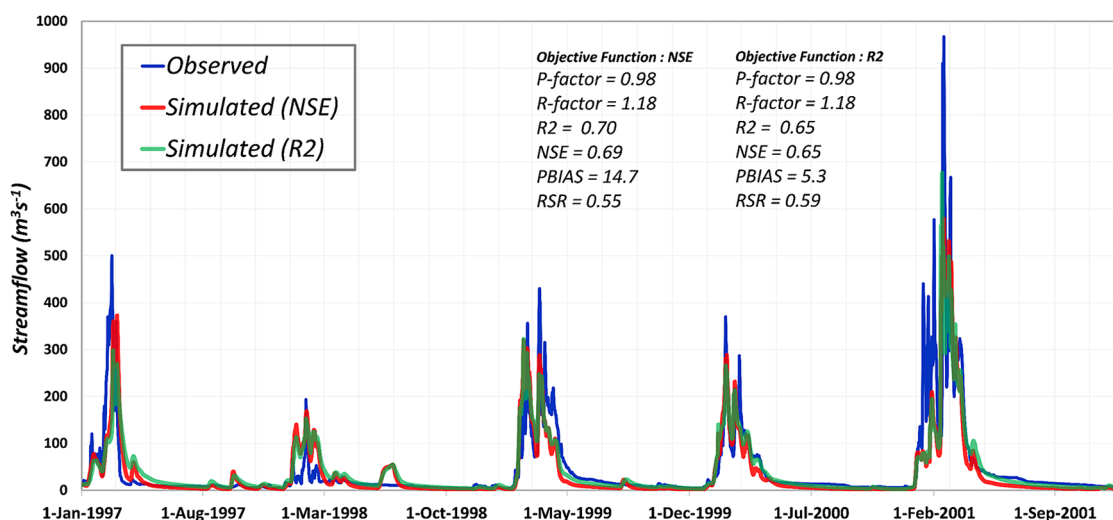 Streamflow (m³s⁻¹)
1000
900
800
700
600
500
400
300
200
100
0
Observed
Simulated (NSE)
Simulated (R2)
Objective Function : NSE
P-factor = 0.98
R-factor = 1.18
R2 = 0.70
NSE = 0.69
PBIAS = 14.7
RSR = 0.55
Objective Function : R2
P-factor = 0.98
R-factor = 1.18
R2 = 0.65
NSE = 0.65
PBIAS = 5.3
RSR = 0.59
1-Jan-1997 1-Aug-1997 1-Mar-1998 1-Oct-1998 1-May-1999 1-Dec-1999 1-Jul-2000 1-Feb-2001 1-Sep-2001